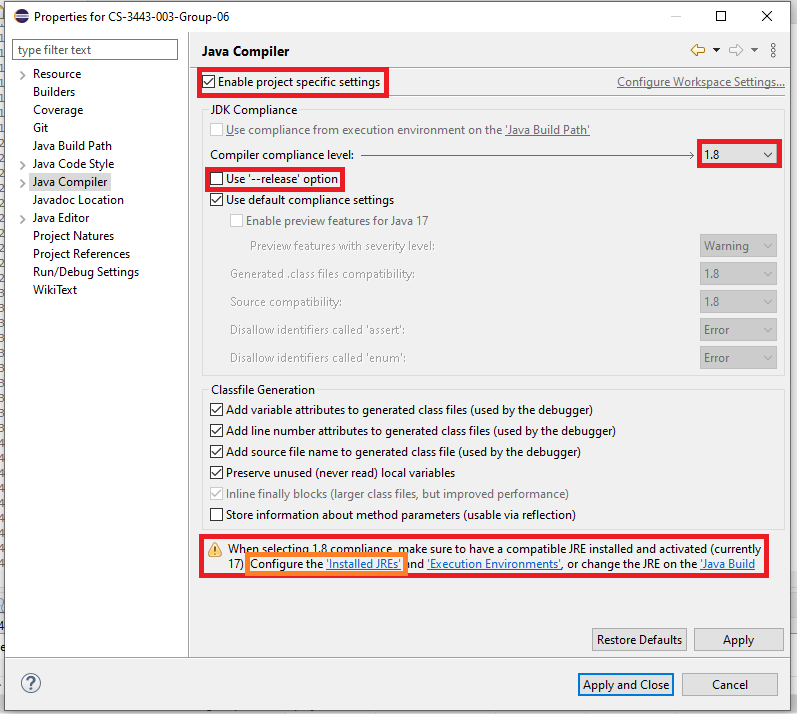 Properties for CS-3443-003-Group-06
type filter text
Resource
Builders
Coverage
Git
Java Build Path
Java Code Style
Java Compiler
Javadoc Location
Java Editor
Project Natures
Project References
Run/Debug Settings
WikiText
Java Compiler
Enable project specific settings
Configure Workspace Settings...
JDK Compliance
Use compliance from execution environment on the 'Java Build Path'
Compiler compliance level:
1.8
Use '--release' option
Use default compliance settings
Enable preview features for Java 17
Preview features with severity level:
Warning
Generated .class files compatibility:
1.8
Source compatibility:
1.8
Disallow identifiers called 'assert':
Error
Disallow identifiers called 'enum':
Error
Classfile Generation
Add variable attributes to generated class files (used by the debugger)
Add line number attributes to generated class files (used by the debugger)
Add source file name to generated class file (used by the debugger)
Preserve unused (never read) local variables
Inline finally blocks (larger class files, but improved performance)
Store information about method parameters (usable via reflection)
When selecting 1.8 compliance, make sure to have a compatible JRE installed and activated (currently
17) Configure the 'Installed JREs' and 'Execution Environments', or change the JRE on the 'Java Build
Restore Defaults
Apply
?
Apply and Close
Cancel